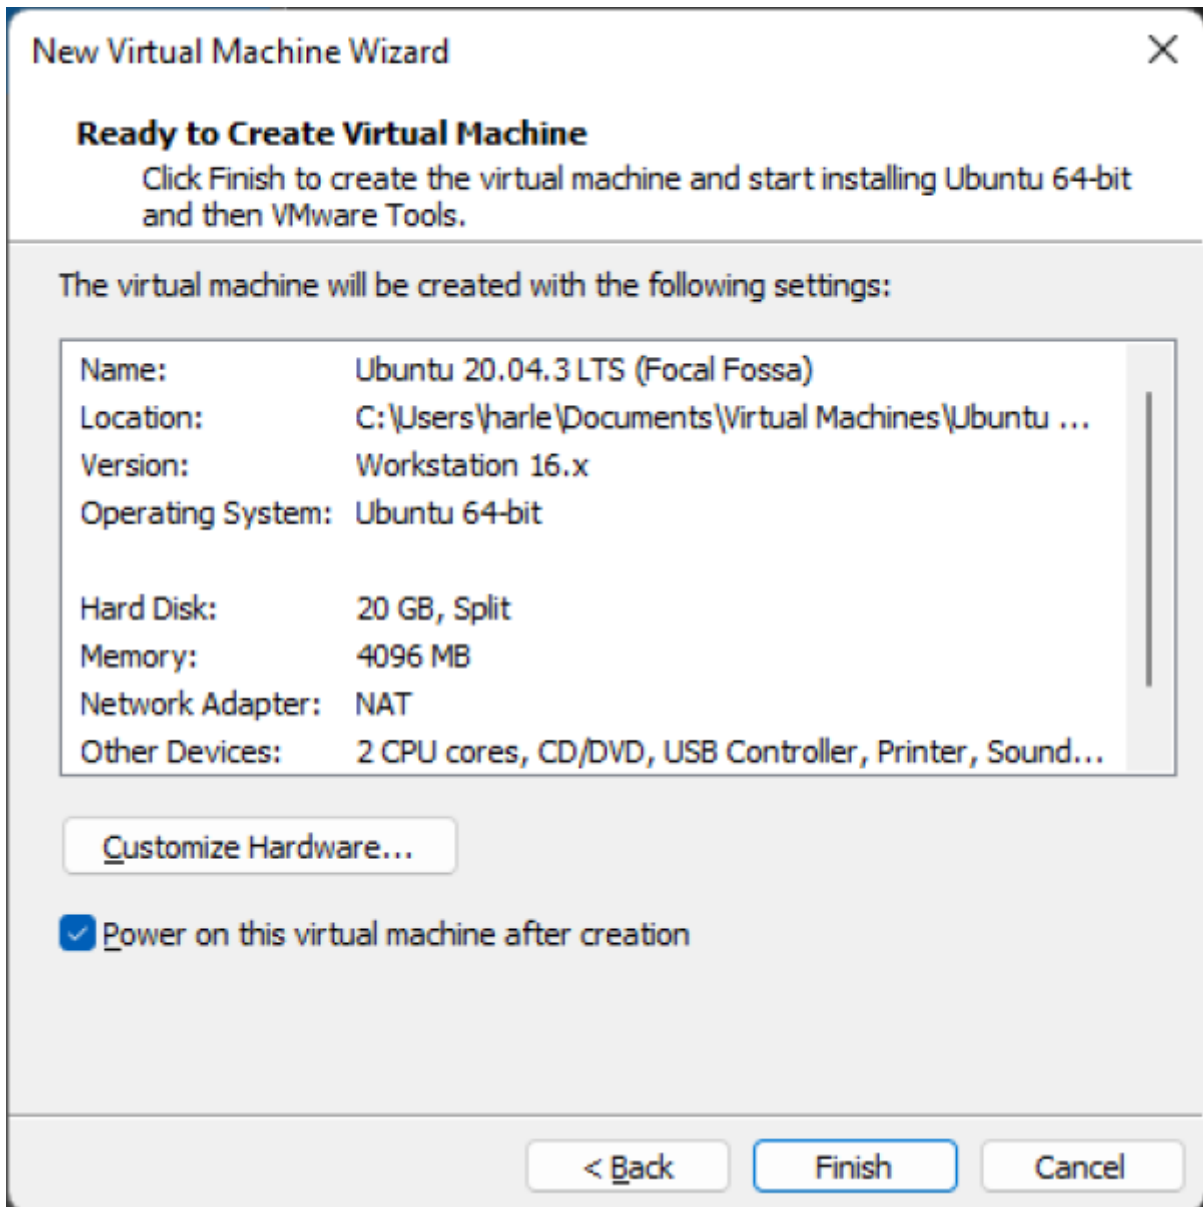 New Virtual Machine Wizard
Ready to Create Virtual Machine
Click Finish to create the virtual machine and start installing Ubuntu 64-bit
and then VMware Tools.
The virtual machine will be created with the following settings:
Name: Ubuntu 20.04.3 LTS (Focal Fossa)
Location: C:\Users\harle\Documents\Virtual Machines\Ubuntu ...
Version: Workstation 16.x
Operating System: Ubuntu 64-bit
Hard Disk: 20 GB, Split
Memory: 4096 MB
Network Adapter: NAT
Other Devices: 2 CPU cores, CD/DVD, USB Controller, Printer, Sound...
Customize Hardware...
Power on this virtual machine after creation
< Back Finish Cancel